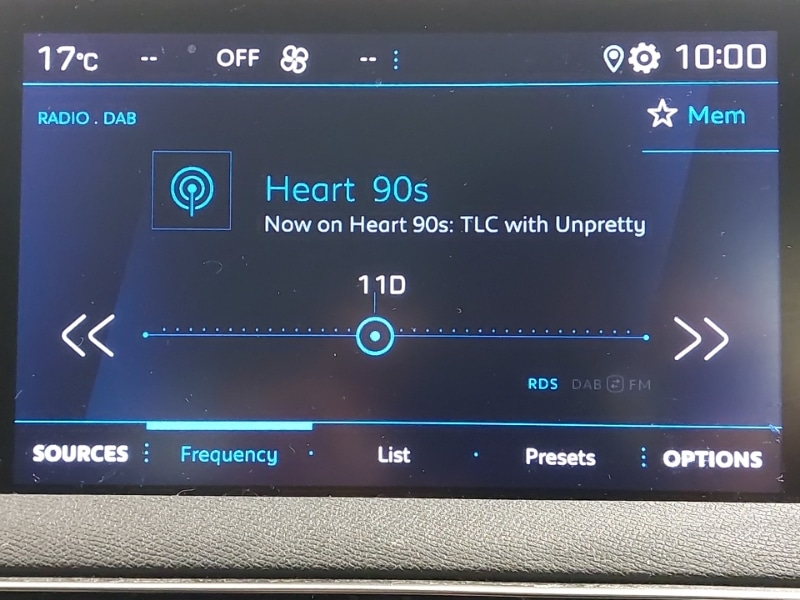 17°C -- OFF -- 10:00
RADIO . DAB
Mem
Heart 90s
Now on Heart 90s: TLC with Unpretty
11D
RDS DAB FM
SOURCES Frequency List Presets OPTIONS